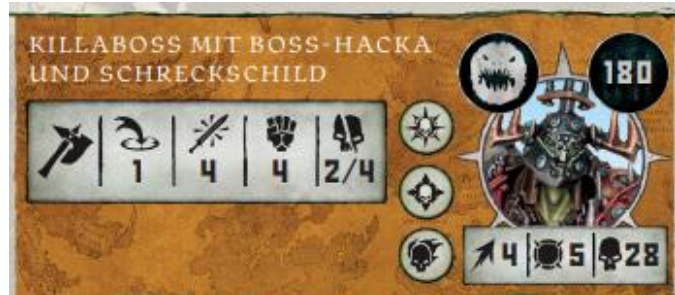 KILLABOSS MIT BOSS-HACKA
UND SCHRECKSCHILD
180
1 4 4 2/4
4 5 28